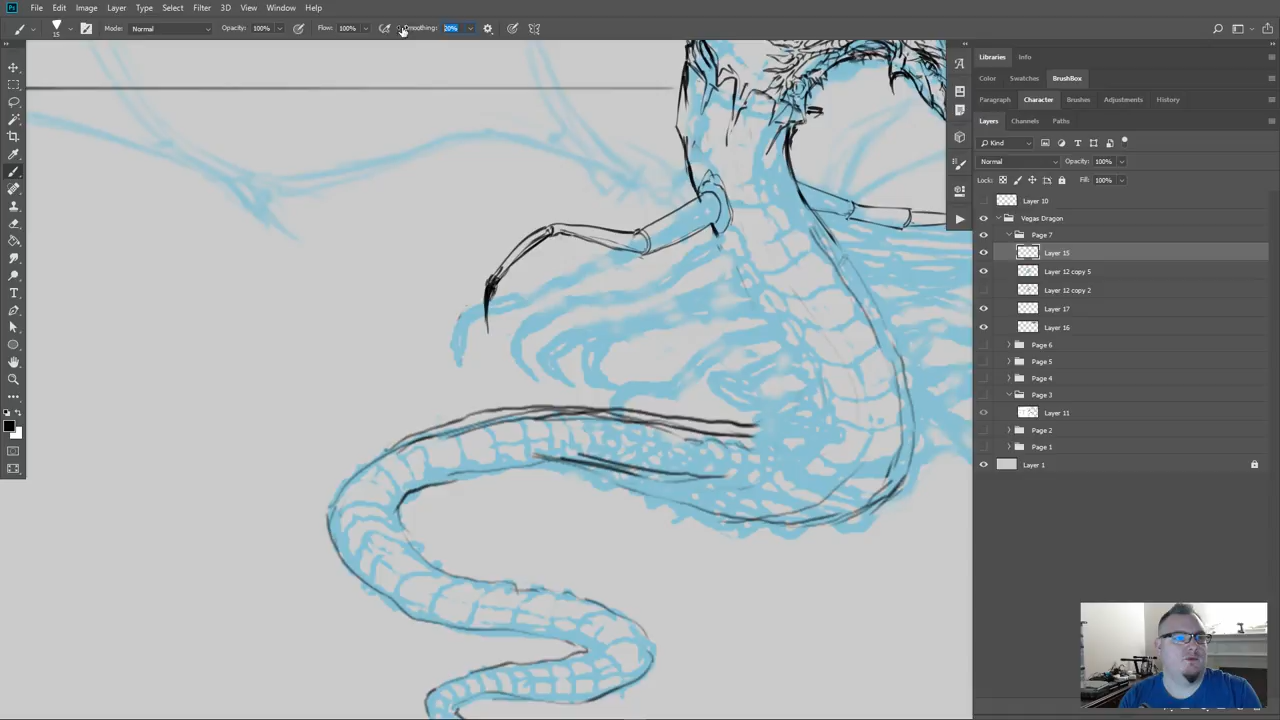 Ps File Edit Image Layer Type Select Filter 3D View Window Help
15 Mode: Normal Opacity: 100% Flow: 100% Smoothing: 20%
Libraries Info
Color Swatches BrushBox
Paragraph Character Brushes Adjustments History
Layers Channels Paths
Kind
Normal Opacity: 100%
Lock: Fill: 100%
Layer 10
Vegas Dragon
Page 7
Layer 15
Layer 12 copy 5
Layer 12 copy 2
Layer 17
Layer 16
Page 6
Page 5
Page 4
Page 3
Layer 11
Page 2
Page 1
Layer 1